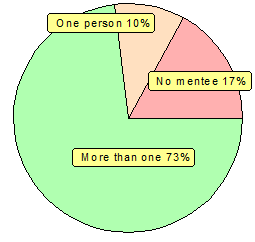 One person 10%
No mentee 17%
More than one 73%